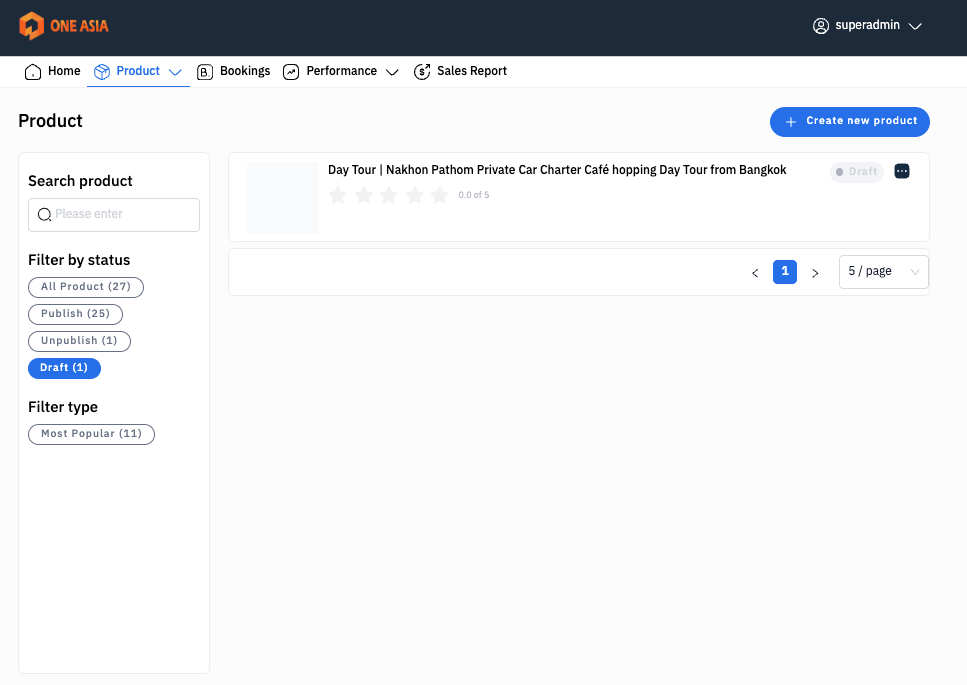 ONE ASIA
superadmin
Home
Product
Bookings
Performance
Sales Report
Product
Create new product
Search product
Please enter
Filter by status
All Product (27)
Publish (25)
Unpublish (1)
Draft (1)
Filter type
Most Popular (11)
Day Tour | Nakhon Pathom Private Car Charter Café hopping Day Tour from Bangkok
Draft
0.0 of 5
1
5 / page